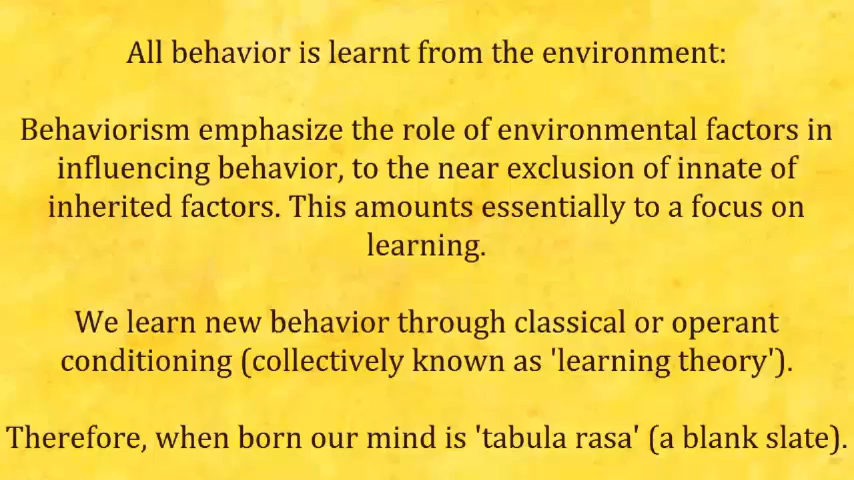 All behavior is learnt from the environment:
Behaviorism emphasize the role of environmental factors in
influencing behavior, to the near exclusion of innate of
inherited factors. This amounts essentially to a focus on
learning.
We learn new behavior through classical or operant
conditioning (collectively known as 'learning theory').
Therefore, when born our mind is 'tabula rasa' (a blank slate).